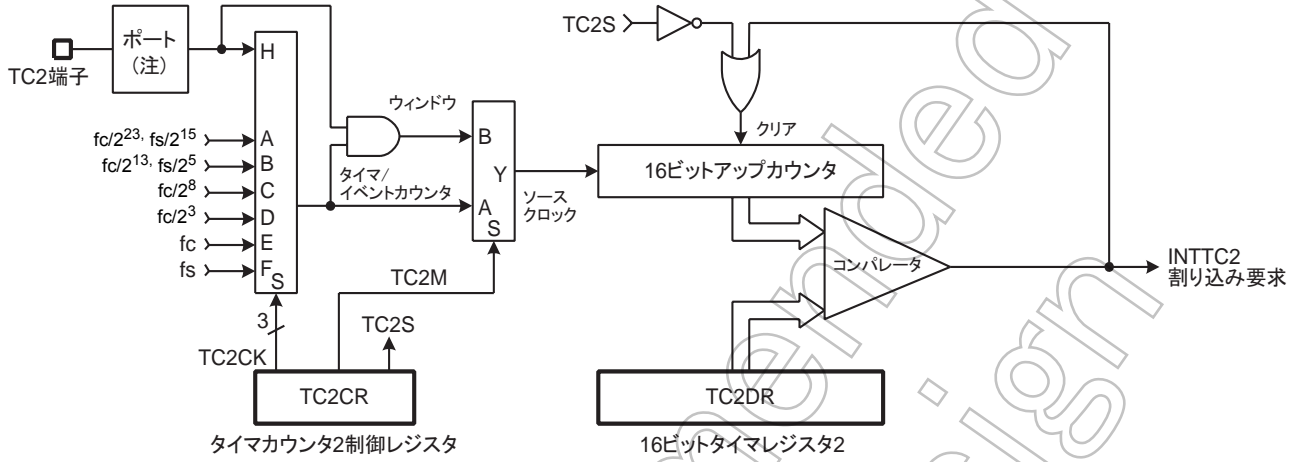 TC2端子
ポート
(注)
H
fc/2^23, fs/2^15
A
fc/2^13, fs/2^5
B
fc/2^8
C
fc/2^3
D
fc
E
fs
F
S
3
TC2CK
ウィンドウ
タイマ/
イベントカウンタ
B
Y
A
S
ソース
クロック
TC2M
TC2S
TC2CR
タイマカウンタ2制御レジスタ
TC2S
クリア
16ビットアップカウンタ
コンパレータ
INTTC2
割り込み要求
TC2DR
16ビットタイマレジスタ2